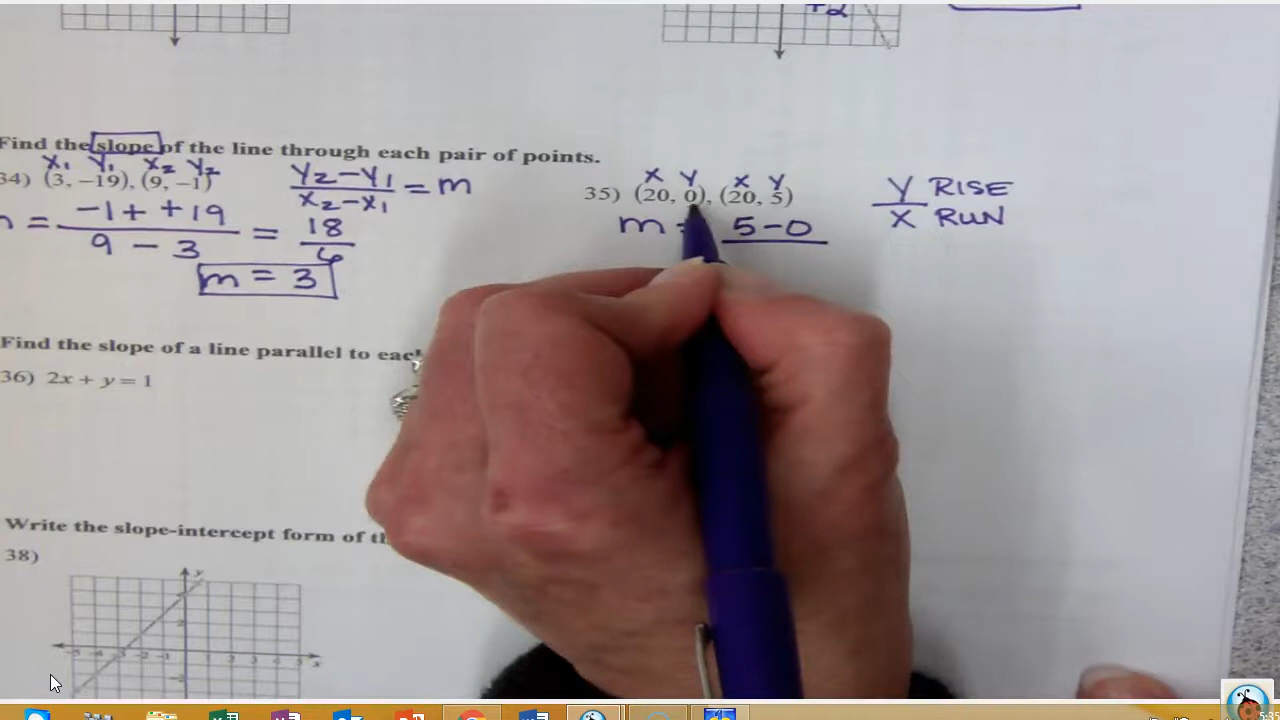 +2
Find the slope of the line through each pair of points.
X₁ Y₁ X₂ Y₂
34) (3, −19), (9, −1)
Y₂−Y₁ / X₂−X₁ = m
= −1 + +19 / 9 − 3 = 18 / 6
m = 3
X Y X Y
35) (20, 0), (20, 5)
m = 5−0
Y RISE
X RUN
Find the slope of a line parallel to
36) 2x + y = 1
Write the slope-intercept form of
38)
y
x